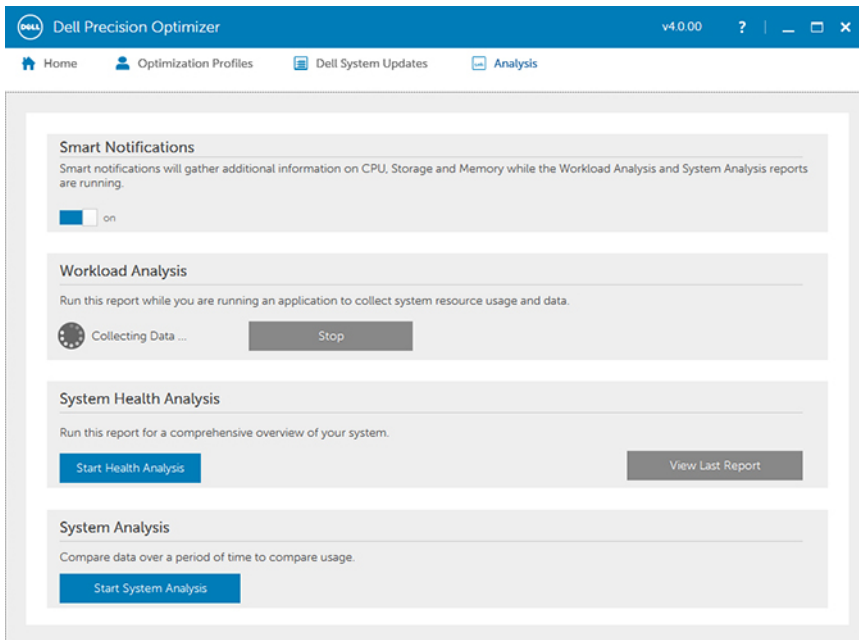 DELL Dell Precision Optimizer v4.0.00 ?
Home Optimization Profiles Dell System Updates Analysis
Smart Notifications
Smart notifications will gather additional information on CPU, Storage and Memory while the Workload Analysis and System Analysis reports
are running.
on
Workload Analysis
Run this report while you are running an application to collect system resource usage and data.
Collecting Data ... Stop
System Health Analysis
Run this report for a comprehensive overview of your system.
Start Health Analysis View Last Report
System Analysis
Compare data over a period of time to compare usage.
Start System Analysis